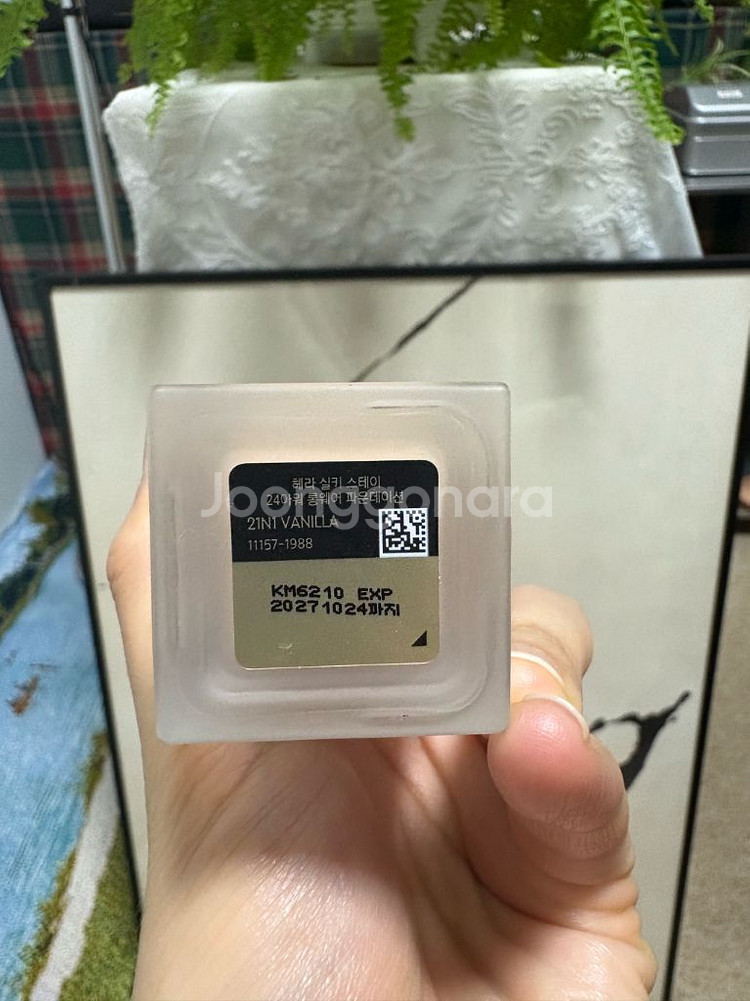 헤라 실키 스테이
24아워 롱웨어 파운데이션
Joonggonara
21N1 VANILLA
11157-1988
KM6210 EXP
20271024까지